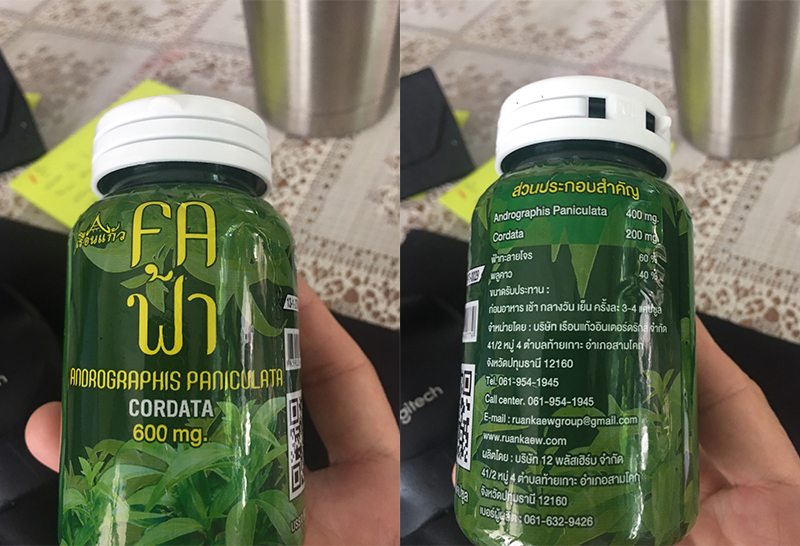 เรือนแก้ว
FA
ฟ้า
ANDROGRAPHIS PANICULATA
CORDATA
600 mg.
ส่วนประกอบสำคัญ
Andrographis Paniculata 400 mg.
Cordata 200 mg.
ฟ้าทะลายโจร 60 %
พลูคาว 40 %
ขนาดรับประทาน :
ก่อนอาหาร เช้า กลางวัน เย็น ครั้งละ 3-4 แคปซูล
จำหน่ายโดย : บริษัท เรือนแก้วอินเตอร์ดรักส์ จำกัด
41/2 หมู่ 4 ตำบลท้ายเกาะ อำเภอสามโคก
จังหวัดปทุมธานี 12160
Tel. 061-954-1945
Call center. 061-954-1945
E-mail : ruankaewgroup@gmail.com
www.ruankaew.com
ผลิตโดย : บริษัท 12 พลัสเฮิร์บ จำกัด
41/2 หมู่ 4 ตำบลท้ายเกาะ อำเภอสามโคก
จังหวัดปทุมธานี 12160
เบอร์ผู้ผลิต : 061-632-9426